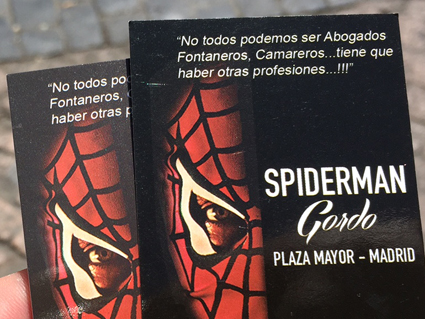 "No todos podemos ser Abogados
Fontaneros, Camareros...tiene que
haber otras profesiones...!!!"
SPIDERMAN
Gordo
PLAZA MAYOR - MADRID
"No todos po
Fontaneros,
haber otras p